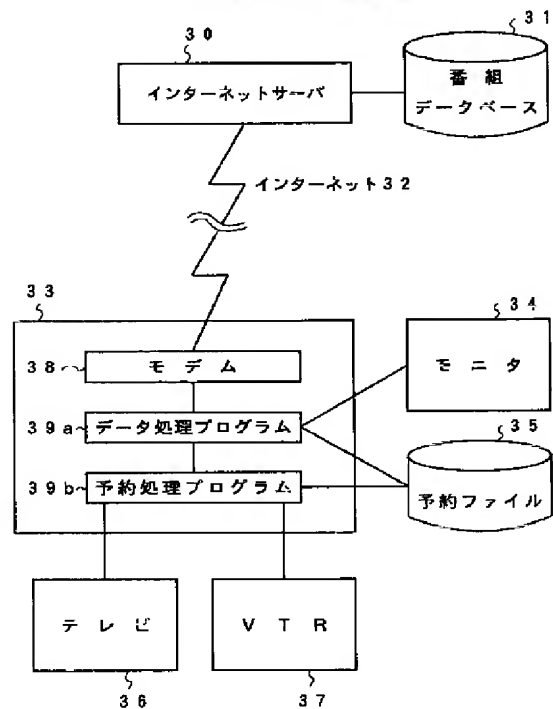 ３０
３１
インターネットサーバ
番組
データベース
インターネット３２
３３
３４
３８
モデム
モニタ
３９ａ
データ処理プログラム
３５
３９ｂ
予約処理プログラム
予約ファイル
テレビ
ＶＴＲ
３６
３７